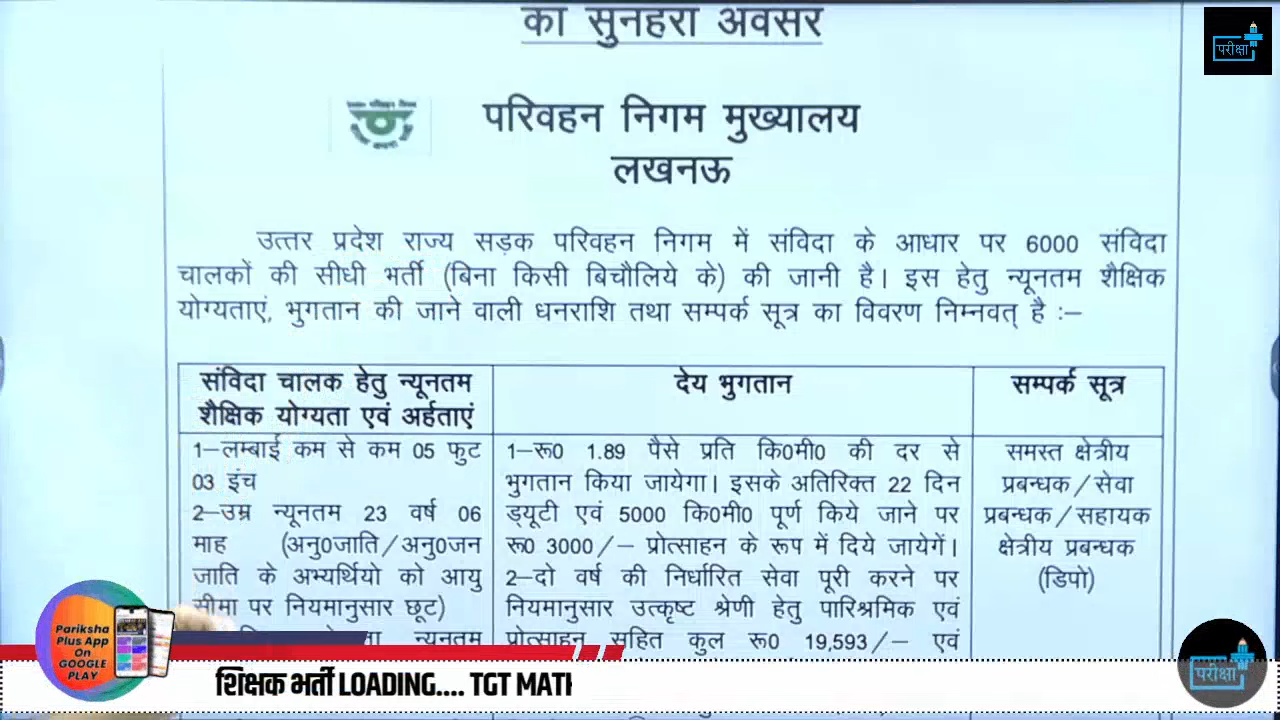 का सुनहरा अवसर
परीक्षा
परिवहन निगम मुख्यालय
लखनऊ
उत्तर प्रदेश राज्य सड़क परिवहन निगम में संविदा के आधार पर 6000 संविदा
चालकों की सीधी भर्ती (बिना किसी बिचौलिये के) की जानी है। इस हेतु न्यूनतम शैक्षिक
योग्यताएं, भुगतान की जाने वाली धनराशि तथा सम्पर्क सूत्र का विवरण निम्नवत् है :–
संविदा चालक हेतु न्यूनतम
शैक्षिक योग्यता एवं अर्हताएं
देय भुगतान
सम्पर्क सूत्र
1–लम्बाई कम से कम 05 फुट
03 इंच
2–उम्र न्यूनतम 23 वर्ष 06
माह (अनु0जाति/अनु0जन
जाति के अभ्यर्थियो को आयु
सीमा पर नियमानुसार छूट)
न्यूनतम
1–रू0 1.89 पैसे प्रति कि0मी0 की दर से
भुगतान किया जायेगा। इसके अतिरिक्त 22 दिन
ड्यूटी एवं 5000 कि0मी0 पूर्ण किये जाने पर
रू0 3000/– प्रोत्साहन के रूप में दिये जायेगें।
2–दो वर्ष की निर्धारित सेवा पूरी करने पर
नियमानुसार उत्कृष्ट श्रेणी हेतु पारिश्रमिक एवं
प्रोत्साहन सहित कुल रू0 19,593/– एवं
समस्त क्षेत्रीय
प्रबन्धक/सेवा
प्रबन्धक/सहायक
क्षेत्रीय प्रबन्धक
(डिपो)
Pariksha
Plus App
On
GOOGLE
PLAY
शिक्षक भर्ती LOADING.... TGT MATH
परीक्षा